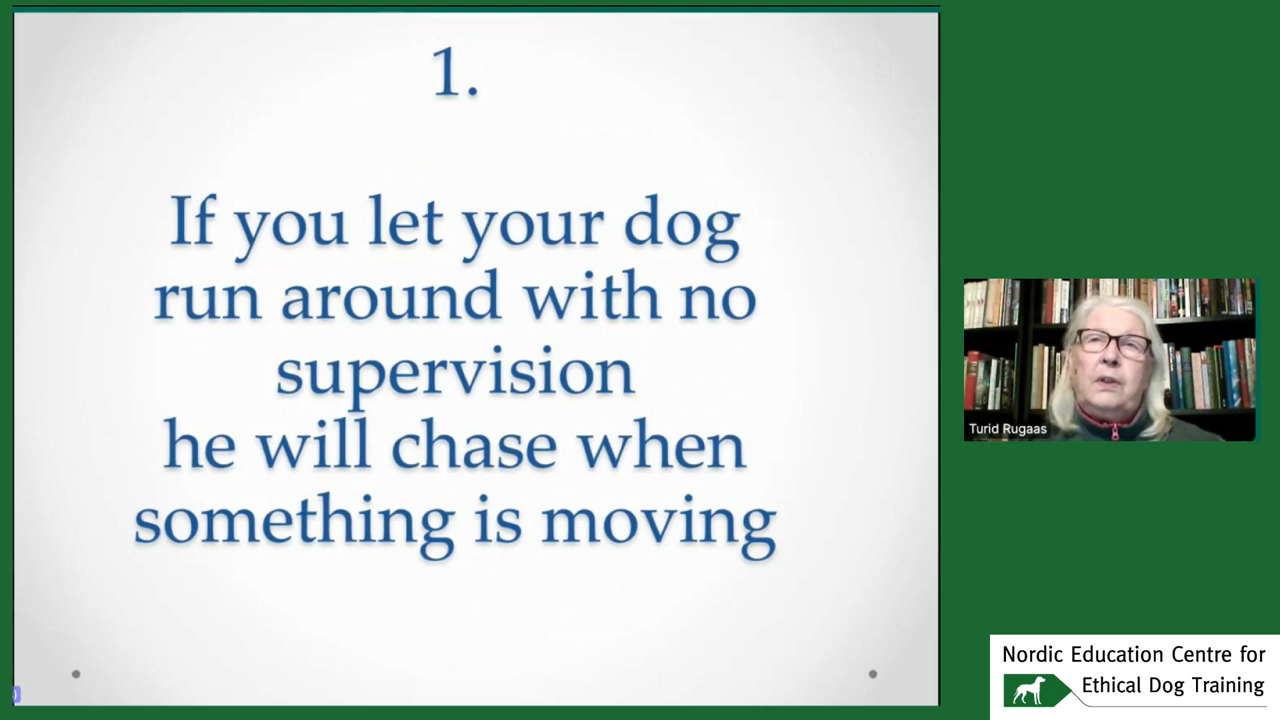 1.
If you let your dog
run around with no
supervision
he will chase when
something is moving
Turid Rugaas
Nordic Education Centre for
Ethical Dog Training